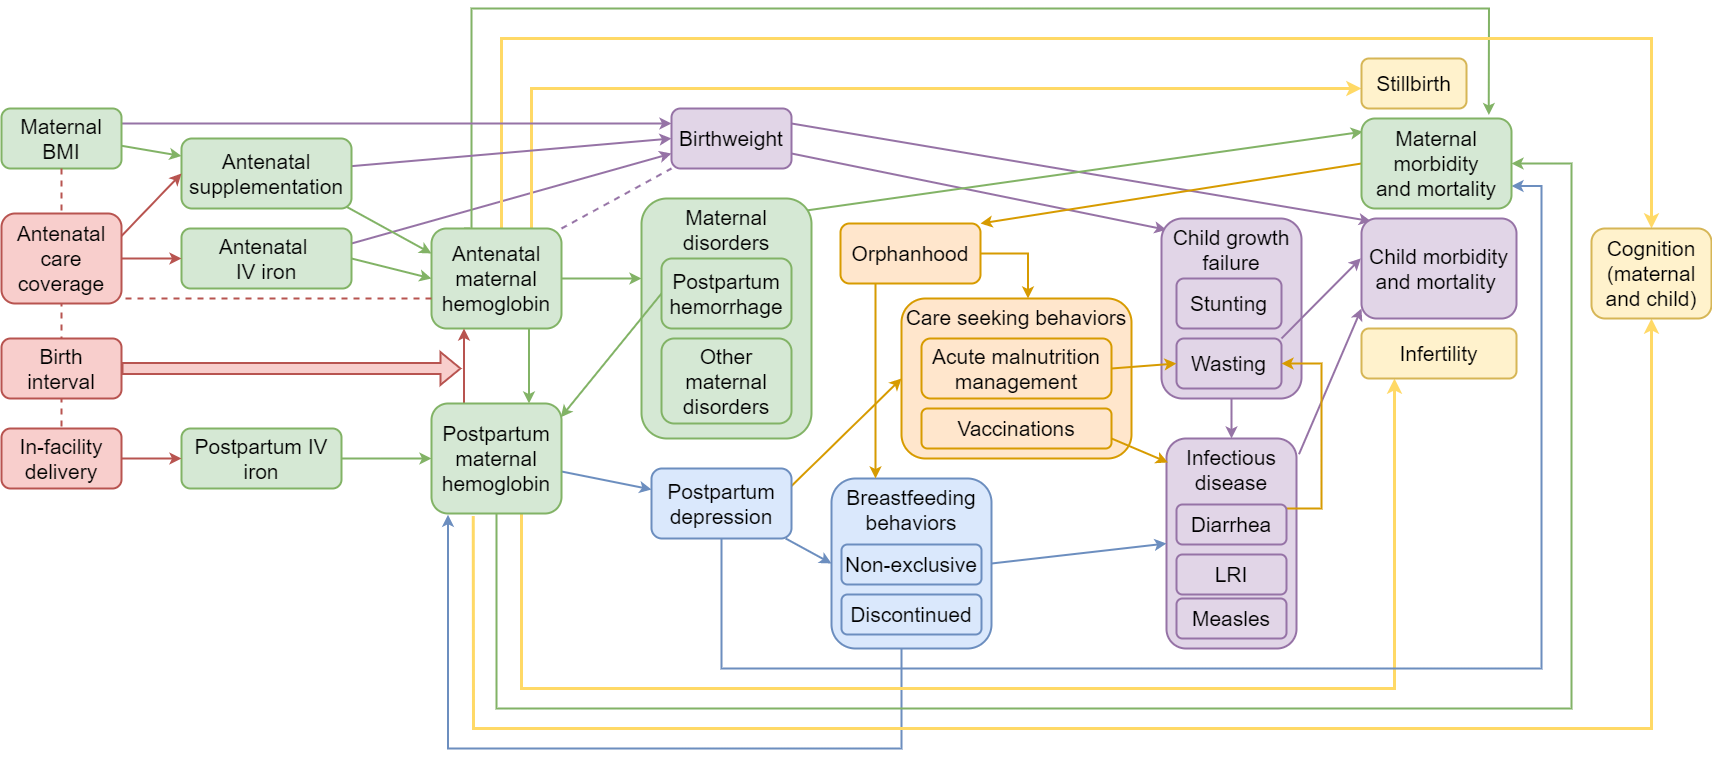 Maternal
BMI
Antenatal
care
coverage
Birth
interval
In-facility
delivery
Antenatal
supplementation
Antenatal
IV iron
Postpartum IV
iron
Antenatal
maternal
hemoglobin
Postpartum
maternal
hemoglobin
Birthweight
Maternal
disorders
Postpartum
hemorrhage
Other
maternal
disorders
Postpartum
depression
Orphanhood
Care seeking behaviors
Acute malnutrition
management
Vaccinations
Breastfeeding
behaviors
Non-exclusive
Discontinued
Child growth
failure
Stunting
Wasting
Infectious
disease
Diarrhea
LRI
Measles
Stillbirth
Maternal
morbidity
and mortality
Child morbidity
and mortality
Infertility
Cognition
(maternal
and child)